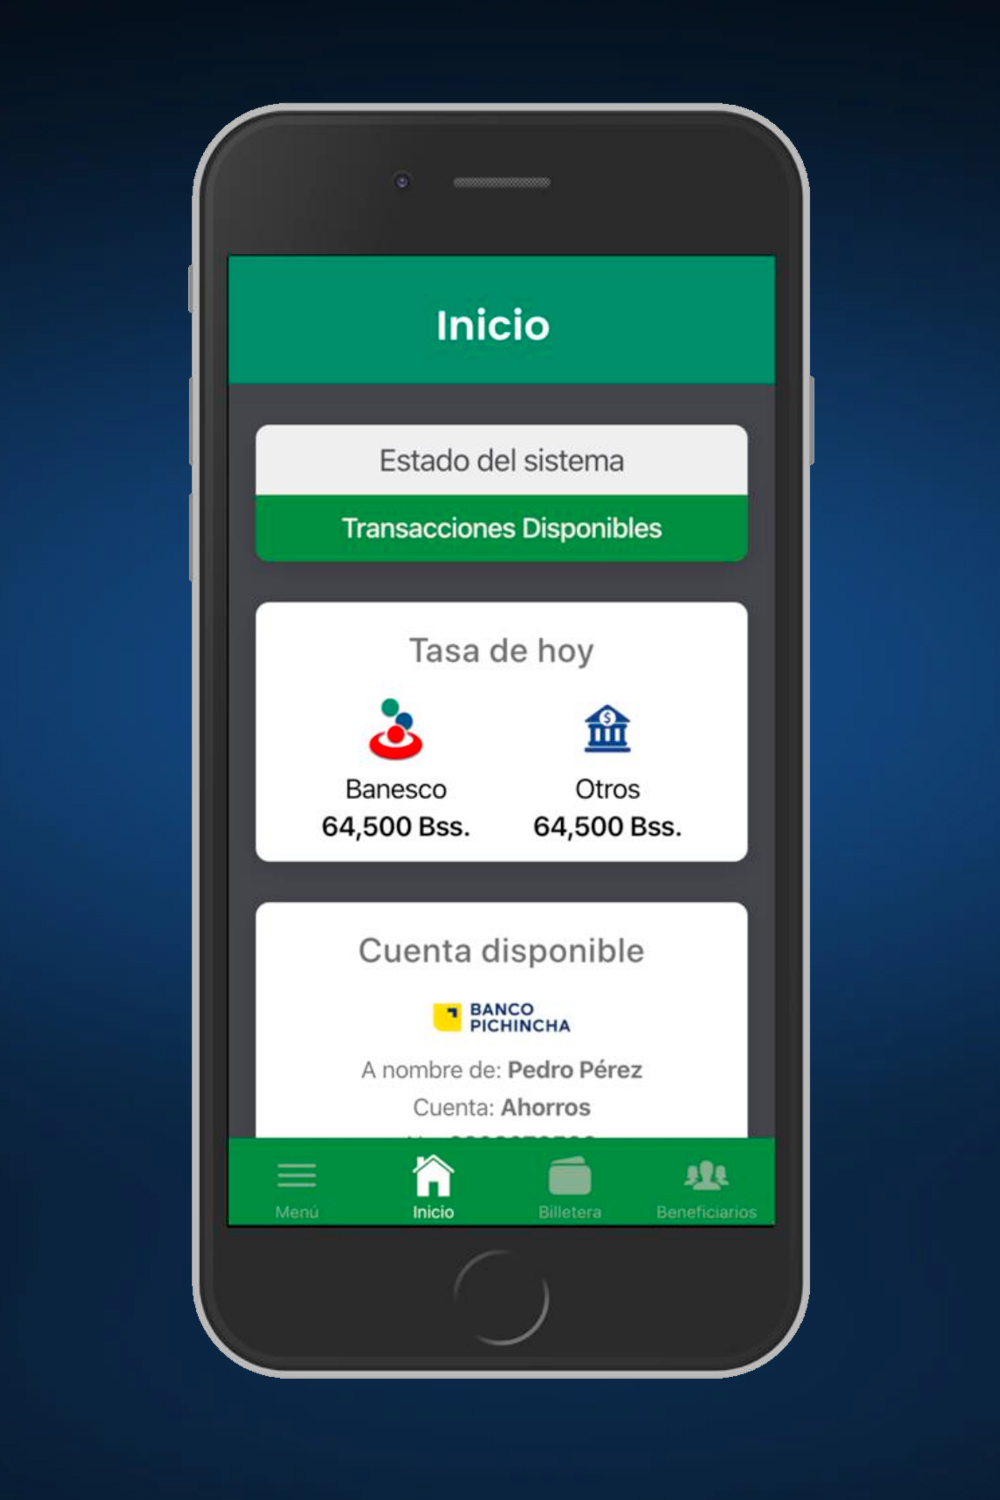 Inicio
Estado del sistema
Transacciones Disponibles
Tasa de hoy
Banesco Otros
64,500 Bss. 64,500 Bss.
Cuenta disponible
BANCO
PICHINCHA
A nombre de: Pedro Pérez
Cuenta: Ahorros
Menú Inicio Billetera Beneficiarios